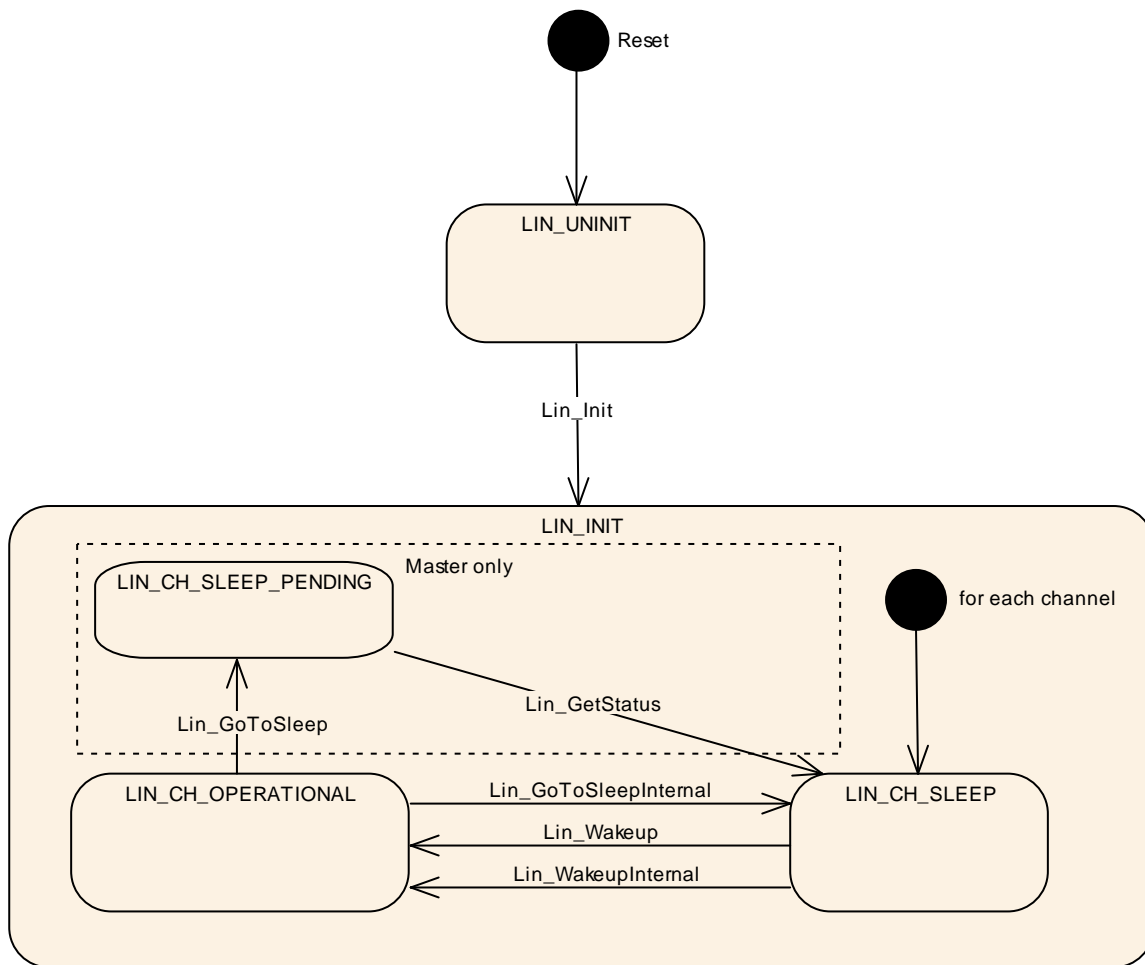 Reset
LIN_UNINIT
Lin_Init
LIN_INIT
Master only
LIN_CH_SLEEP_PENDING
for each channel
Lin_GetStatus
Lin_GoToSleep
LIN_CH_OPERATIONAL
Lin_GoToSleepInternal
LIN_CH_SLEEP
Lin_Wakeup
Lin_WakeupInternal